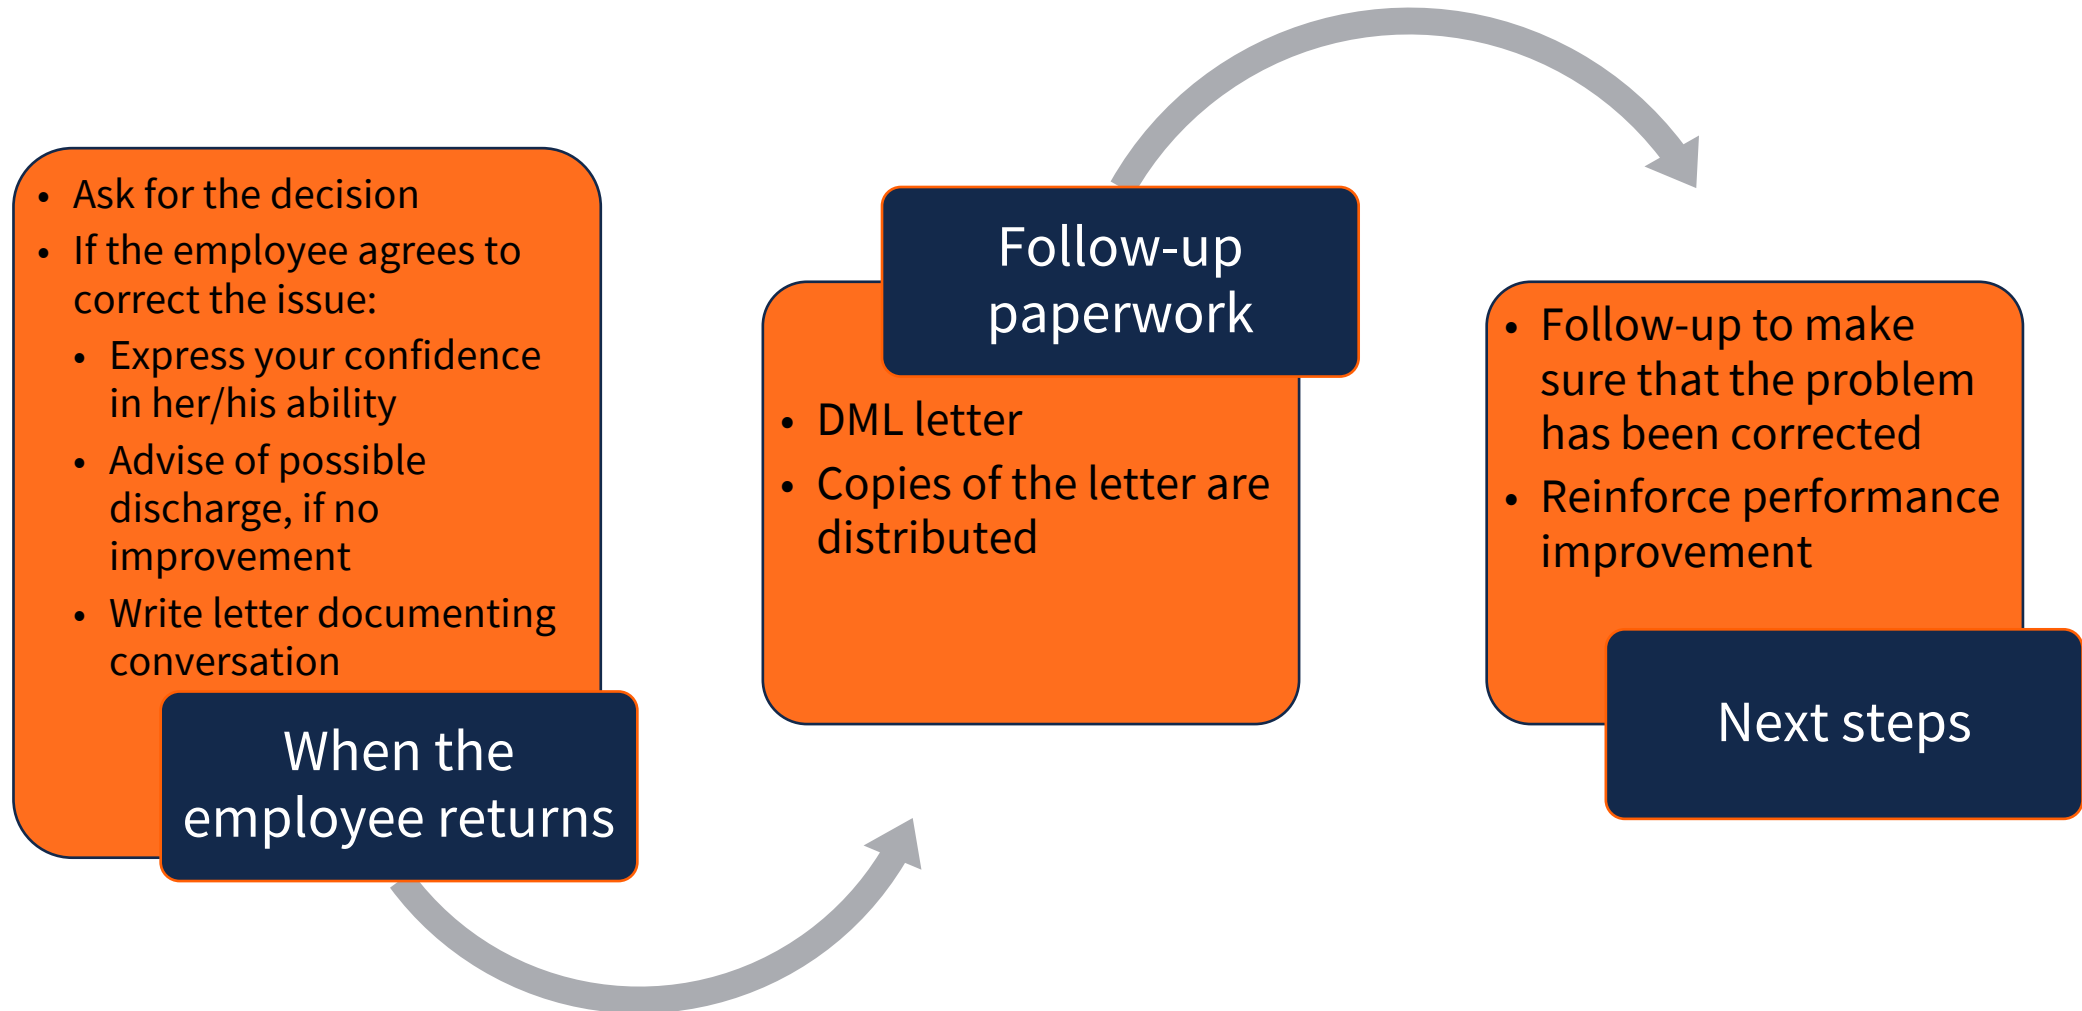 • Ask for the decision
• If the employee agrees to
correct the issue:
• Express your confidence
in her/his ability
• Advise of possible
discharge, if no
improvement
• Write letter documenting
conversation
When the
employee returns
Follow-up
paperwork
• DML letter
• Copies of the letter are
distributed
• Follow-up to make
sure that the problem
has been corrected
• Reinforce performance
improvement
Next steps